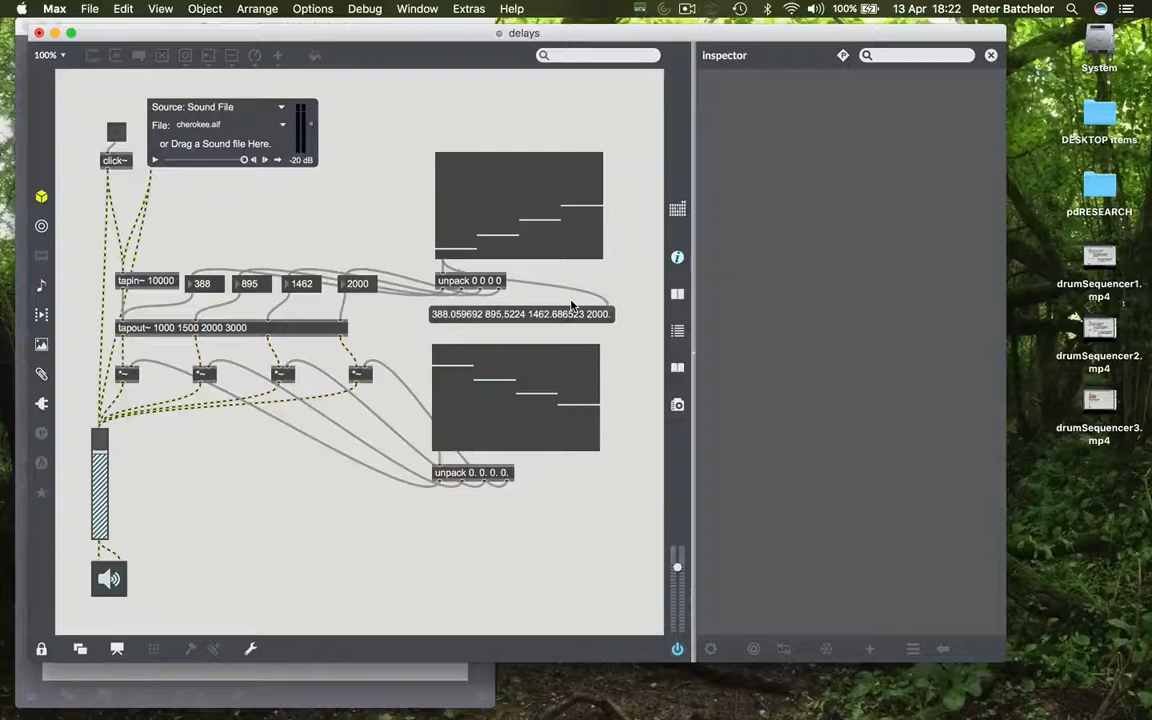 Max File Edit View Object Arrange Options Debug Window Extras Help 100% 13 Apr 18:22 Peter Batchelor
delays
100%
inspector
System
DESKTOP items
pdRESEARCH
drumSequencer1.
mp4
drumSequencer2.
mp4
drumSequencer3.
mp4
Source: Sound File
File: cherokee.aif
or Drag a Sound file Here.
-20 dB
click~
tapin~ 10000 388 895 1462 2000
unpack 0 0 0 0
388.059692 895.5224 1462.686523 2000.
tapout~ 1000 1500 2000 3000
*~ *~ *~ *~
unpack 0. 0. 0. 0.